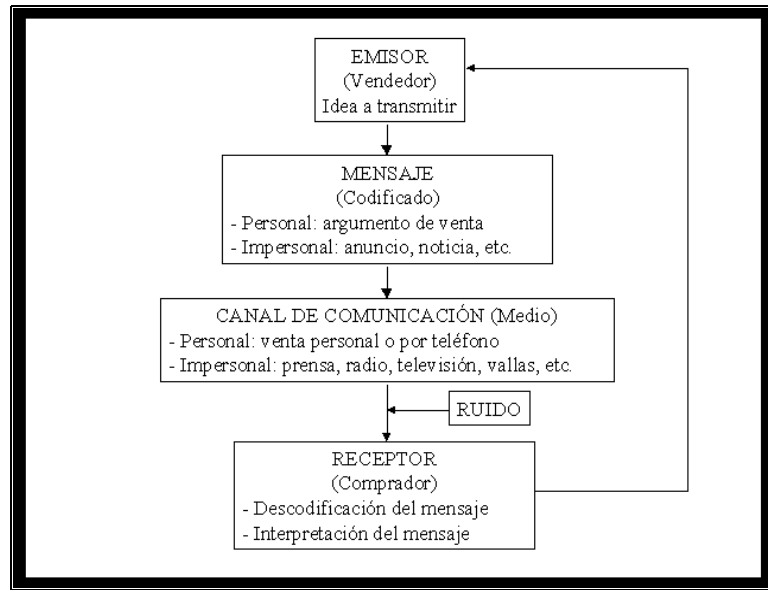 EMISOR
(Vendedor)
Idea a transmitir
MENSAJE
(Codificado)
- Personal: argumento de venta
- Impersonal: anuncio, noticia, etc.
CANAL DE COMUNICACIÓN (Medio)
- Personal: venta personal o por teléfono
- Impersonal: prensa, radio, televisión, vallas, etc.
RUIDO
RECEPTOR
(Comprador)
- Descodificación del mensaje
- Interpretación del mensaje